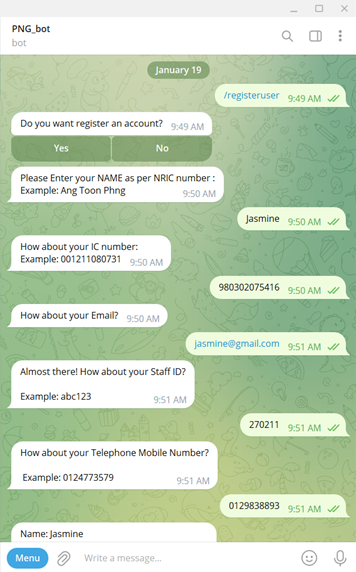 PNG_bot
bot
January 19
/registeruser 9:49 AM
Do you want register an account? 9:49 AM
Yes No
Please Enter your NAME as per NRIC number :
Example: Ang Toon Phng 9:50 AM
Jasmine 9:50 AM
How about your IC number:
Example: 001211080731 9:50 AM
980302075416 9:50 AM
How about your Email? 9:50 AM
jasmine@gmail.com 9:51 AM
Almost there! How about your Staff ID?
Example: abc123 9:51 AM
270211 9:51 AM
How about your Telephone Mobile Number?
Example: 0124773579 9:51 AM
0129838893 9:51 AM
Name: Jasmine
Menu Write a message...